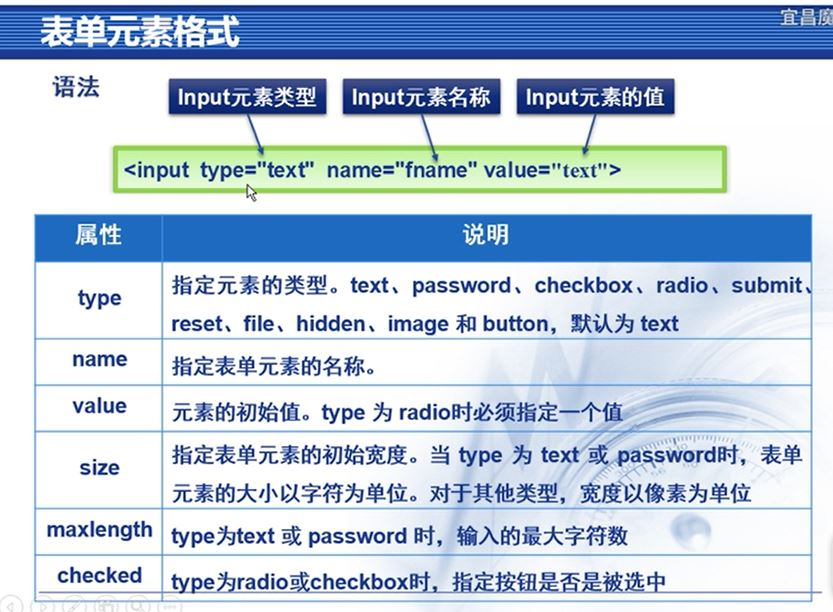 表单元素格式
宜昌魔
语法
Input元素类型
Input元素名称
Input元素的值
<input type="text" name="fname" value="text">
属性
说明
type
指定元素的类型。text、password、checkbox、radio、submit、
reset、file、hidden、image 和 button，默认为 text
name
指定表单元素的名称。
value
元素的初始值。type 为 radio时必须指定一个值
size
指定表单元素的初始宽度。当 type 为 text 或 password时，表单
元素的大小以字符为单位。对于其他类型，宽度以像素为单位
maxlength
type为text 或 password 时，输入的最大字符数
checked
type为radio或checkbox时，指定按钮是否是被选中